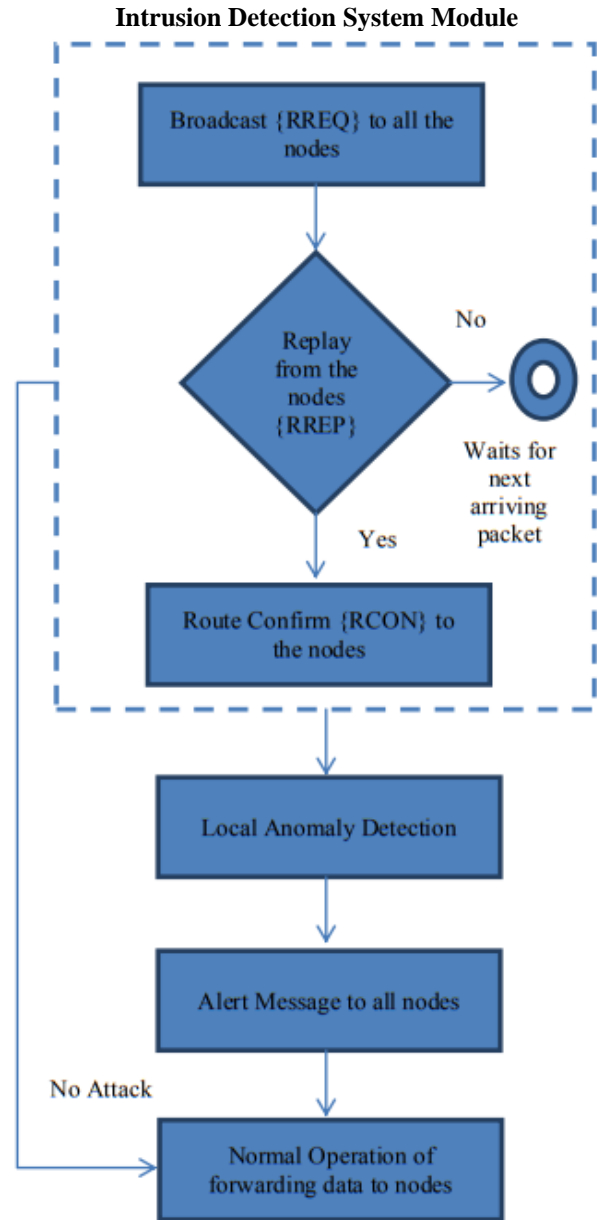 Intrusion Detection System Module
Broadcast {RREQ} to all the
nodes
Replay
from the
nodes
{RREP}
No
Waits for
next
arriving
packet
Yes
Route Confirm {RCON} to
the nodes
Local Anomaly Detection
Alert Message to all nodes
No Attack
Normal Operation of
forwarding data to nodes